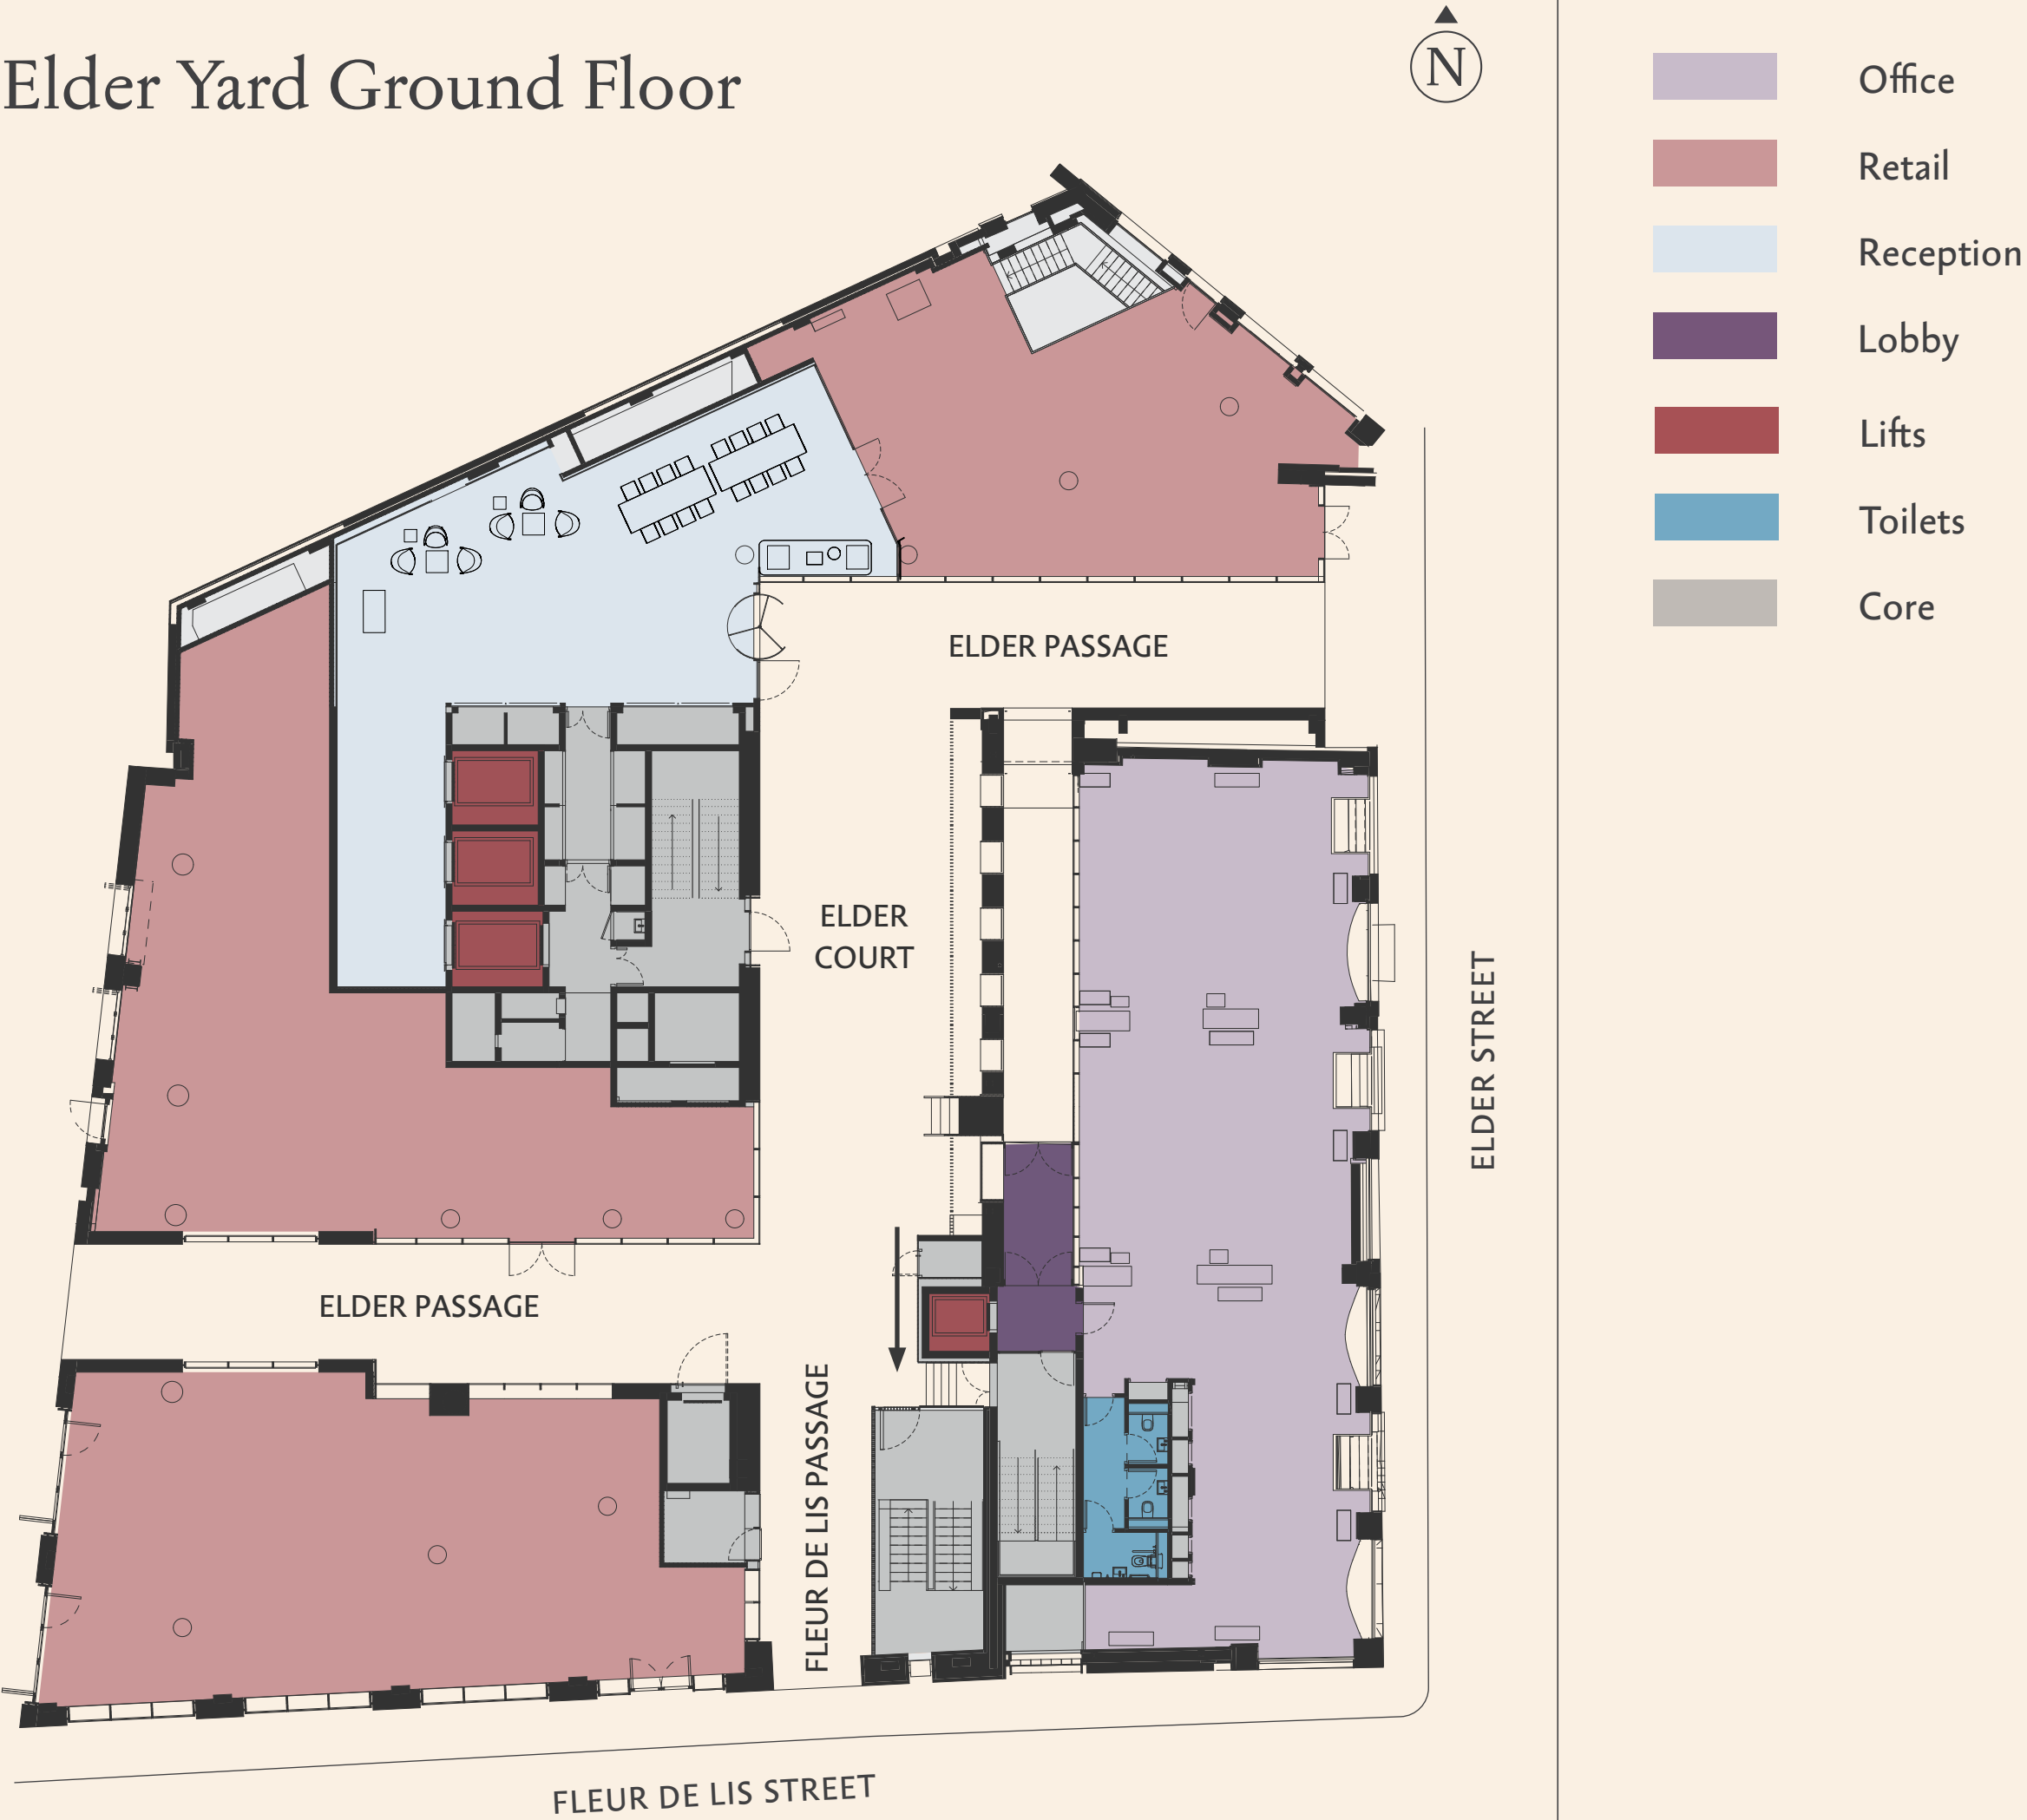 N
Elder Yard Ground Floor
Office
Retail
Reception
Lobby
Lifts
Toilets
Core
ELDER PASSAGE
ELDER
COURT
ELDER STREET
ELDER PASSAGE
FLEUR DE LIS PASSAGE
FLEUR DE LIS STREET